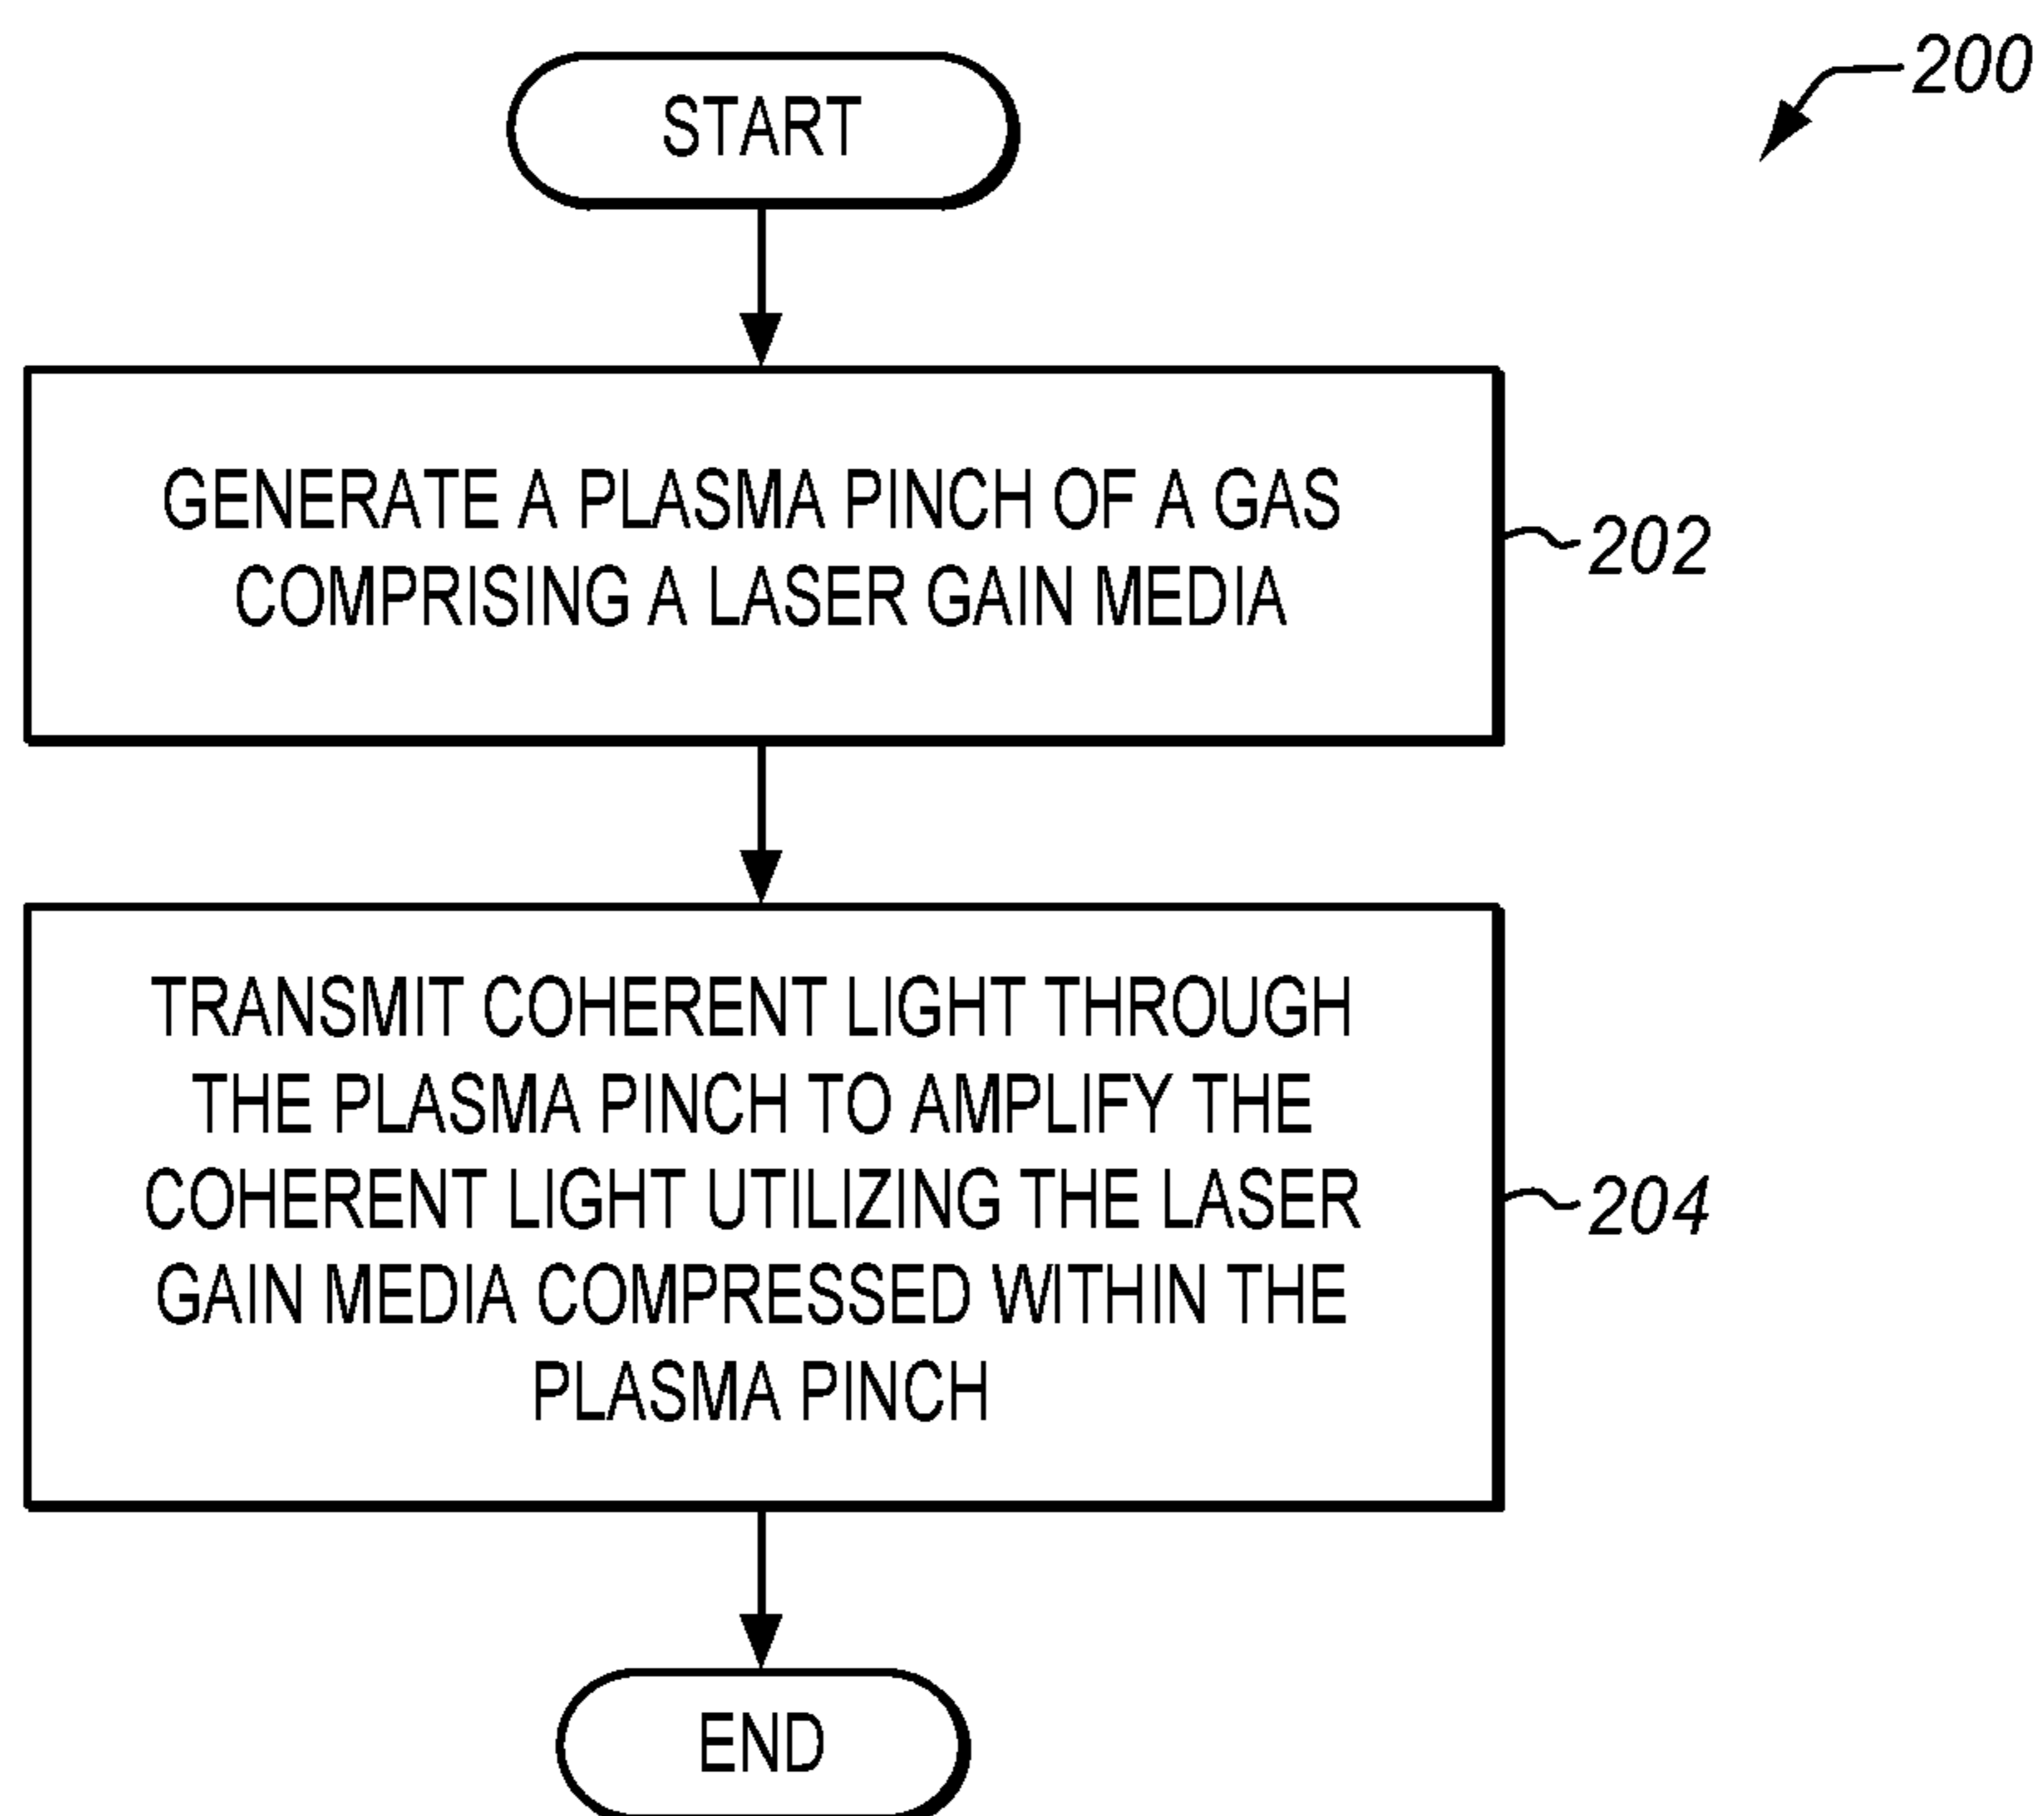 START
200
GENERATE A PLASMA PINCH OF A GAS
COMPRISING A LASER GAIN MEDIA
202
TRANSMIT COHERENT LIGHT THROUGH
THE PLASMA PINCH TO AMPLIFY THE
COHERENT LIGHT UTILIZING THE LASER
GAIN MEDIA COMPRESSED WITHIN THE
PLASMA PINCH
204
END